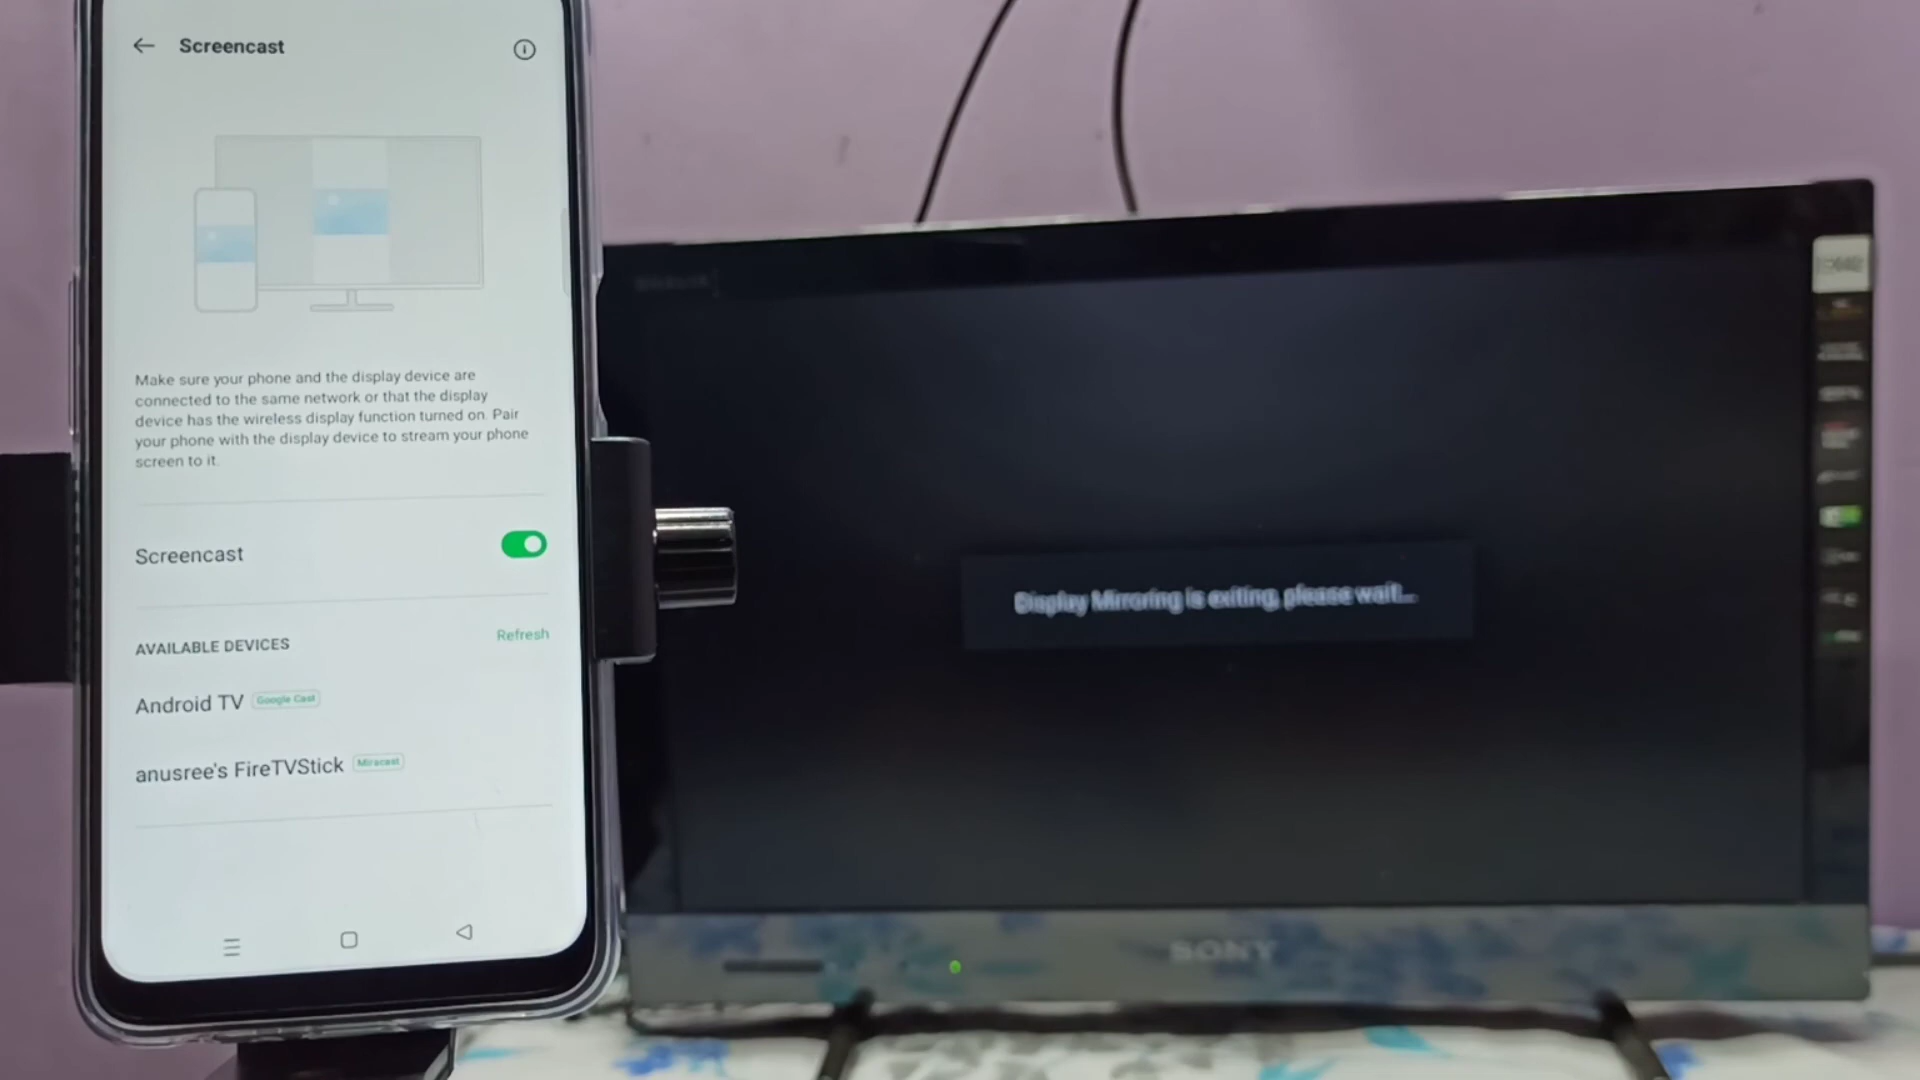 Screencast
Make sure your phone and the display device are
connected to the same network or that the display
device has the wireless display function turned on. Pair
your phone with the display device to stream your phone
screen to it.
Screencast
AVAILABLE DEVICES
Refresh
Android TV Google Cast
anusree's FireTVStick Miracast
Display Mirroring is exiting, please wait...
SONY